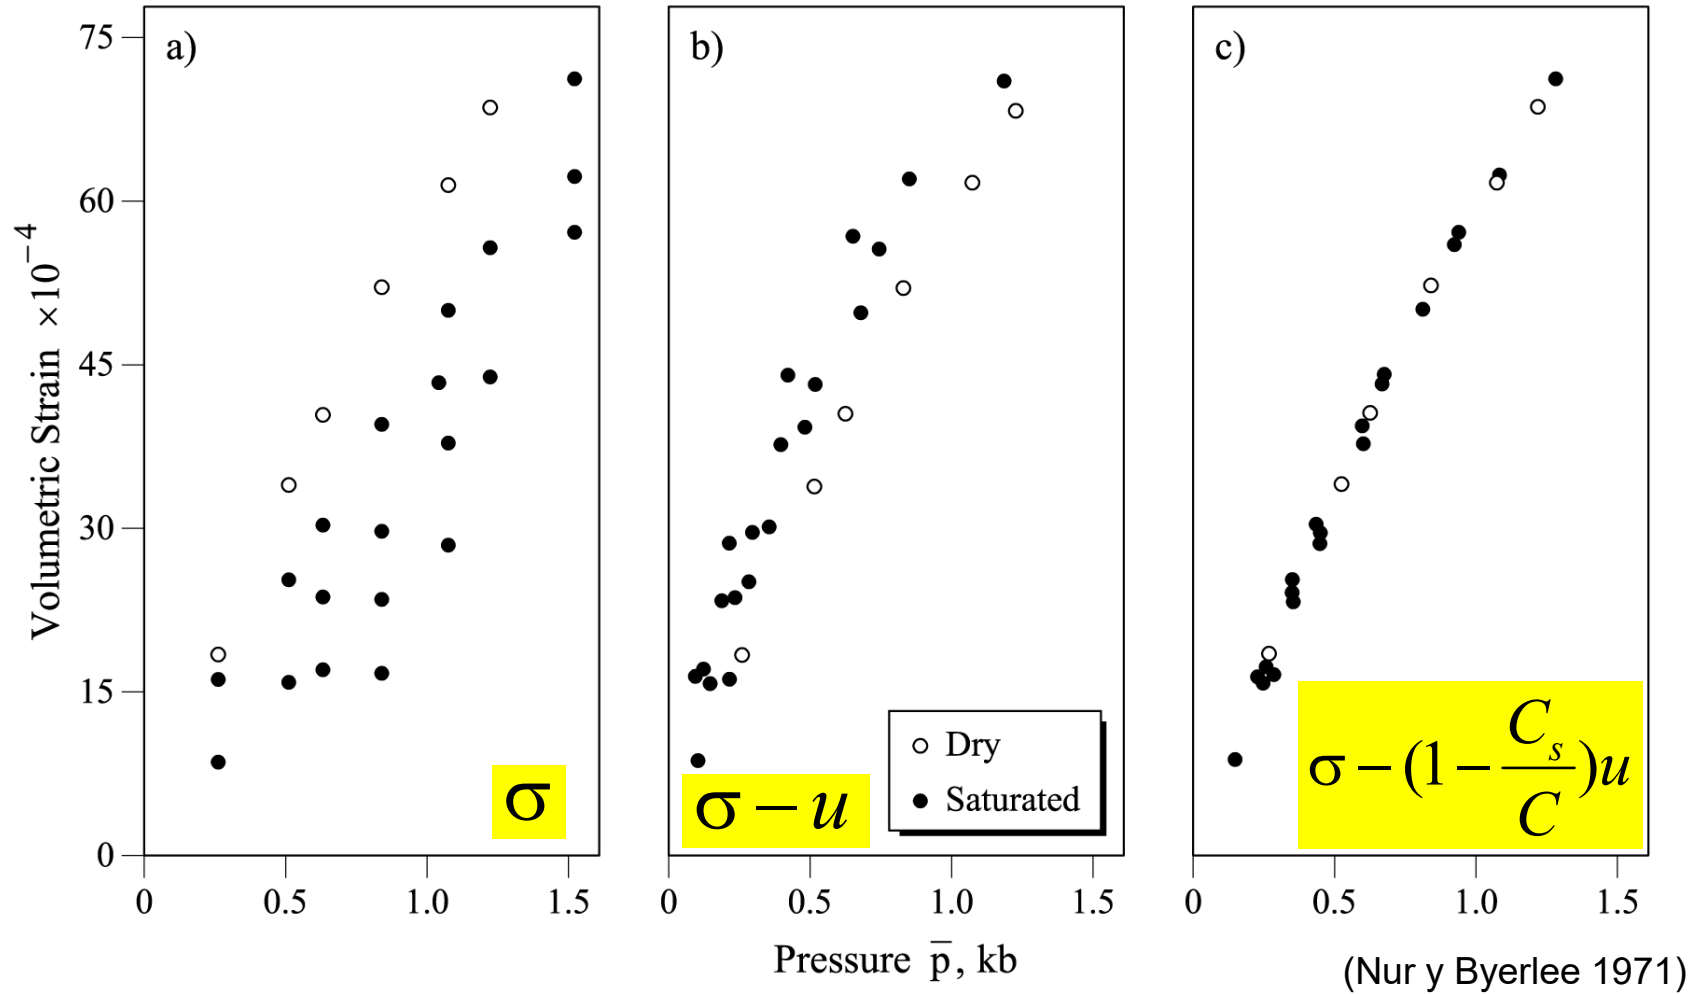 a)
b)
c)
75
60
45
30
15
0
Volumetric Strain ×10⁻⁴
σ
σ − u
σ − (1 − C_s/C)u
Dry
Saturated
0 0.5 1.0 1.5
0 0.5 1.0 1.5
0 0.5 1.0 1.5
Pressure p̅, kb
(Nur y Byerlee 1971)